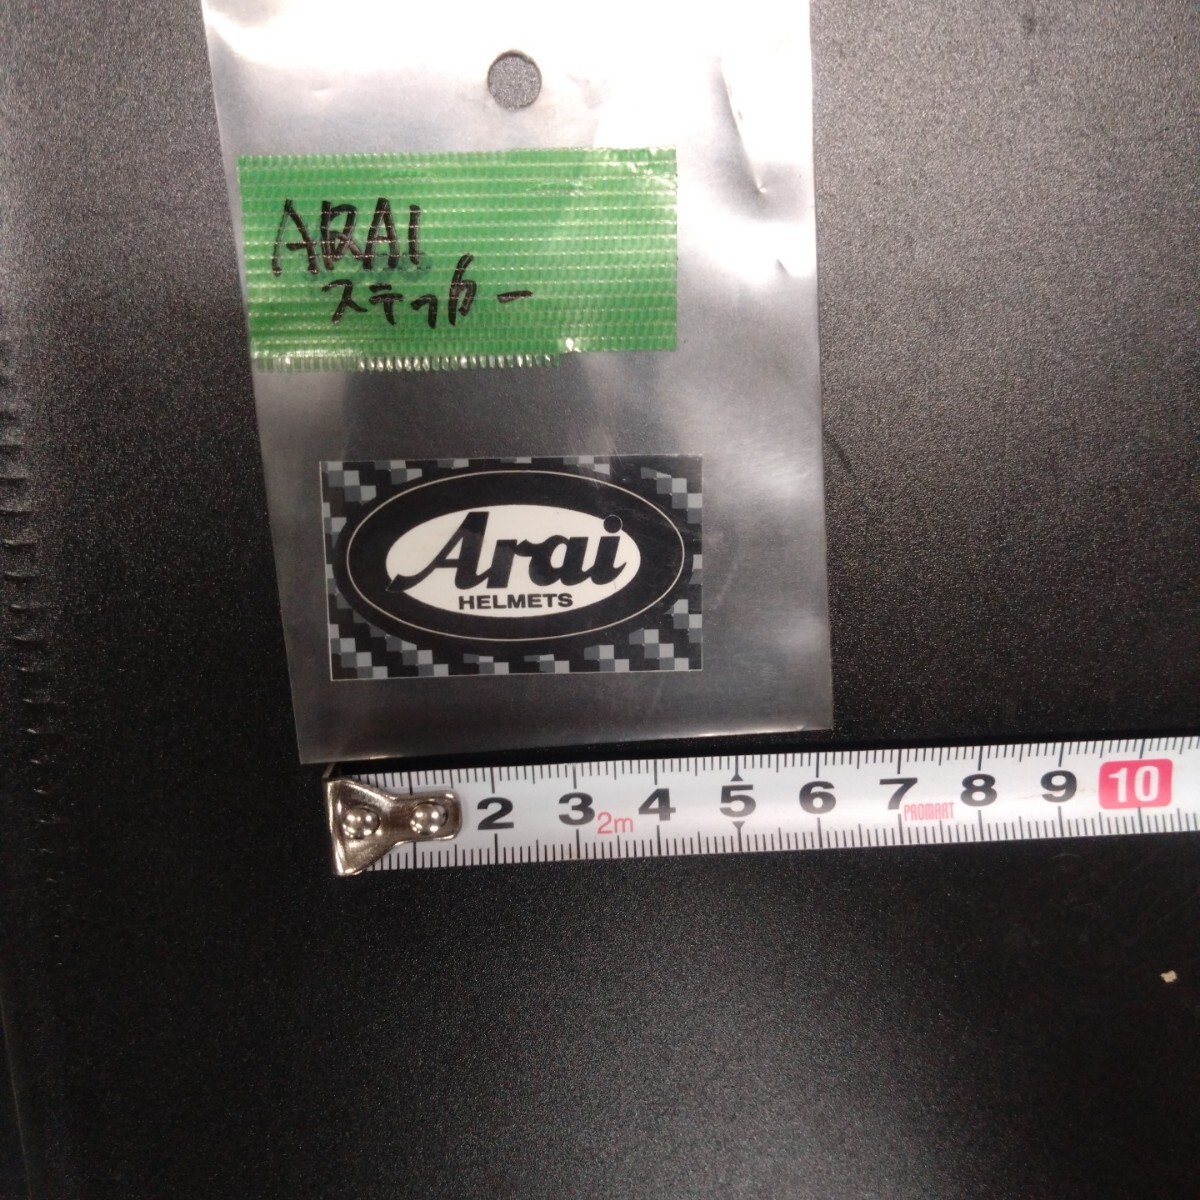 ARAI
ステッカー
Arai
HELMETS
2 3 4 5 6 7 8 9 10
2m PROMART